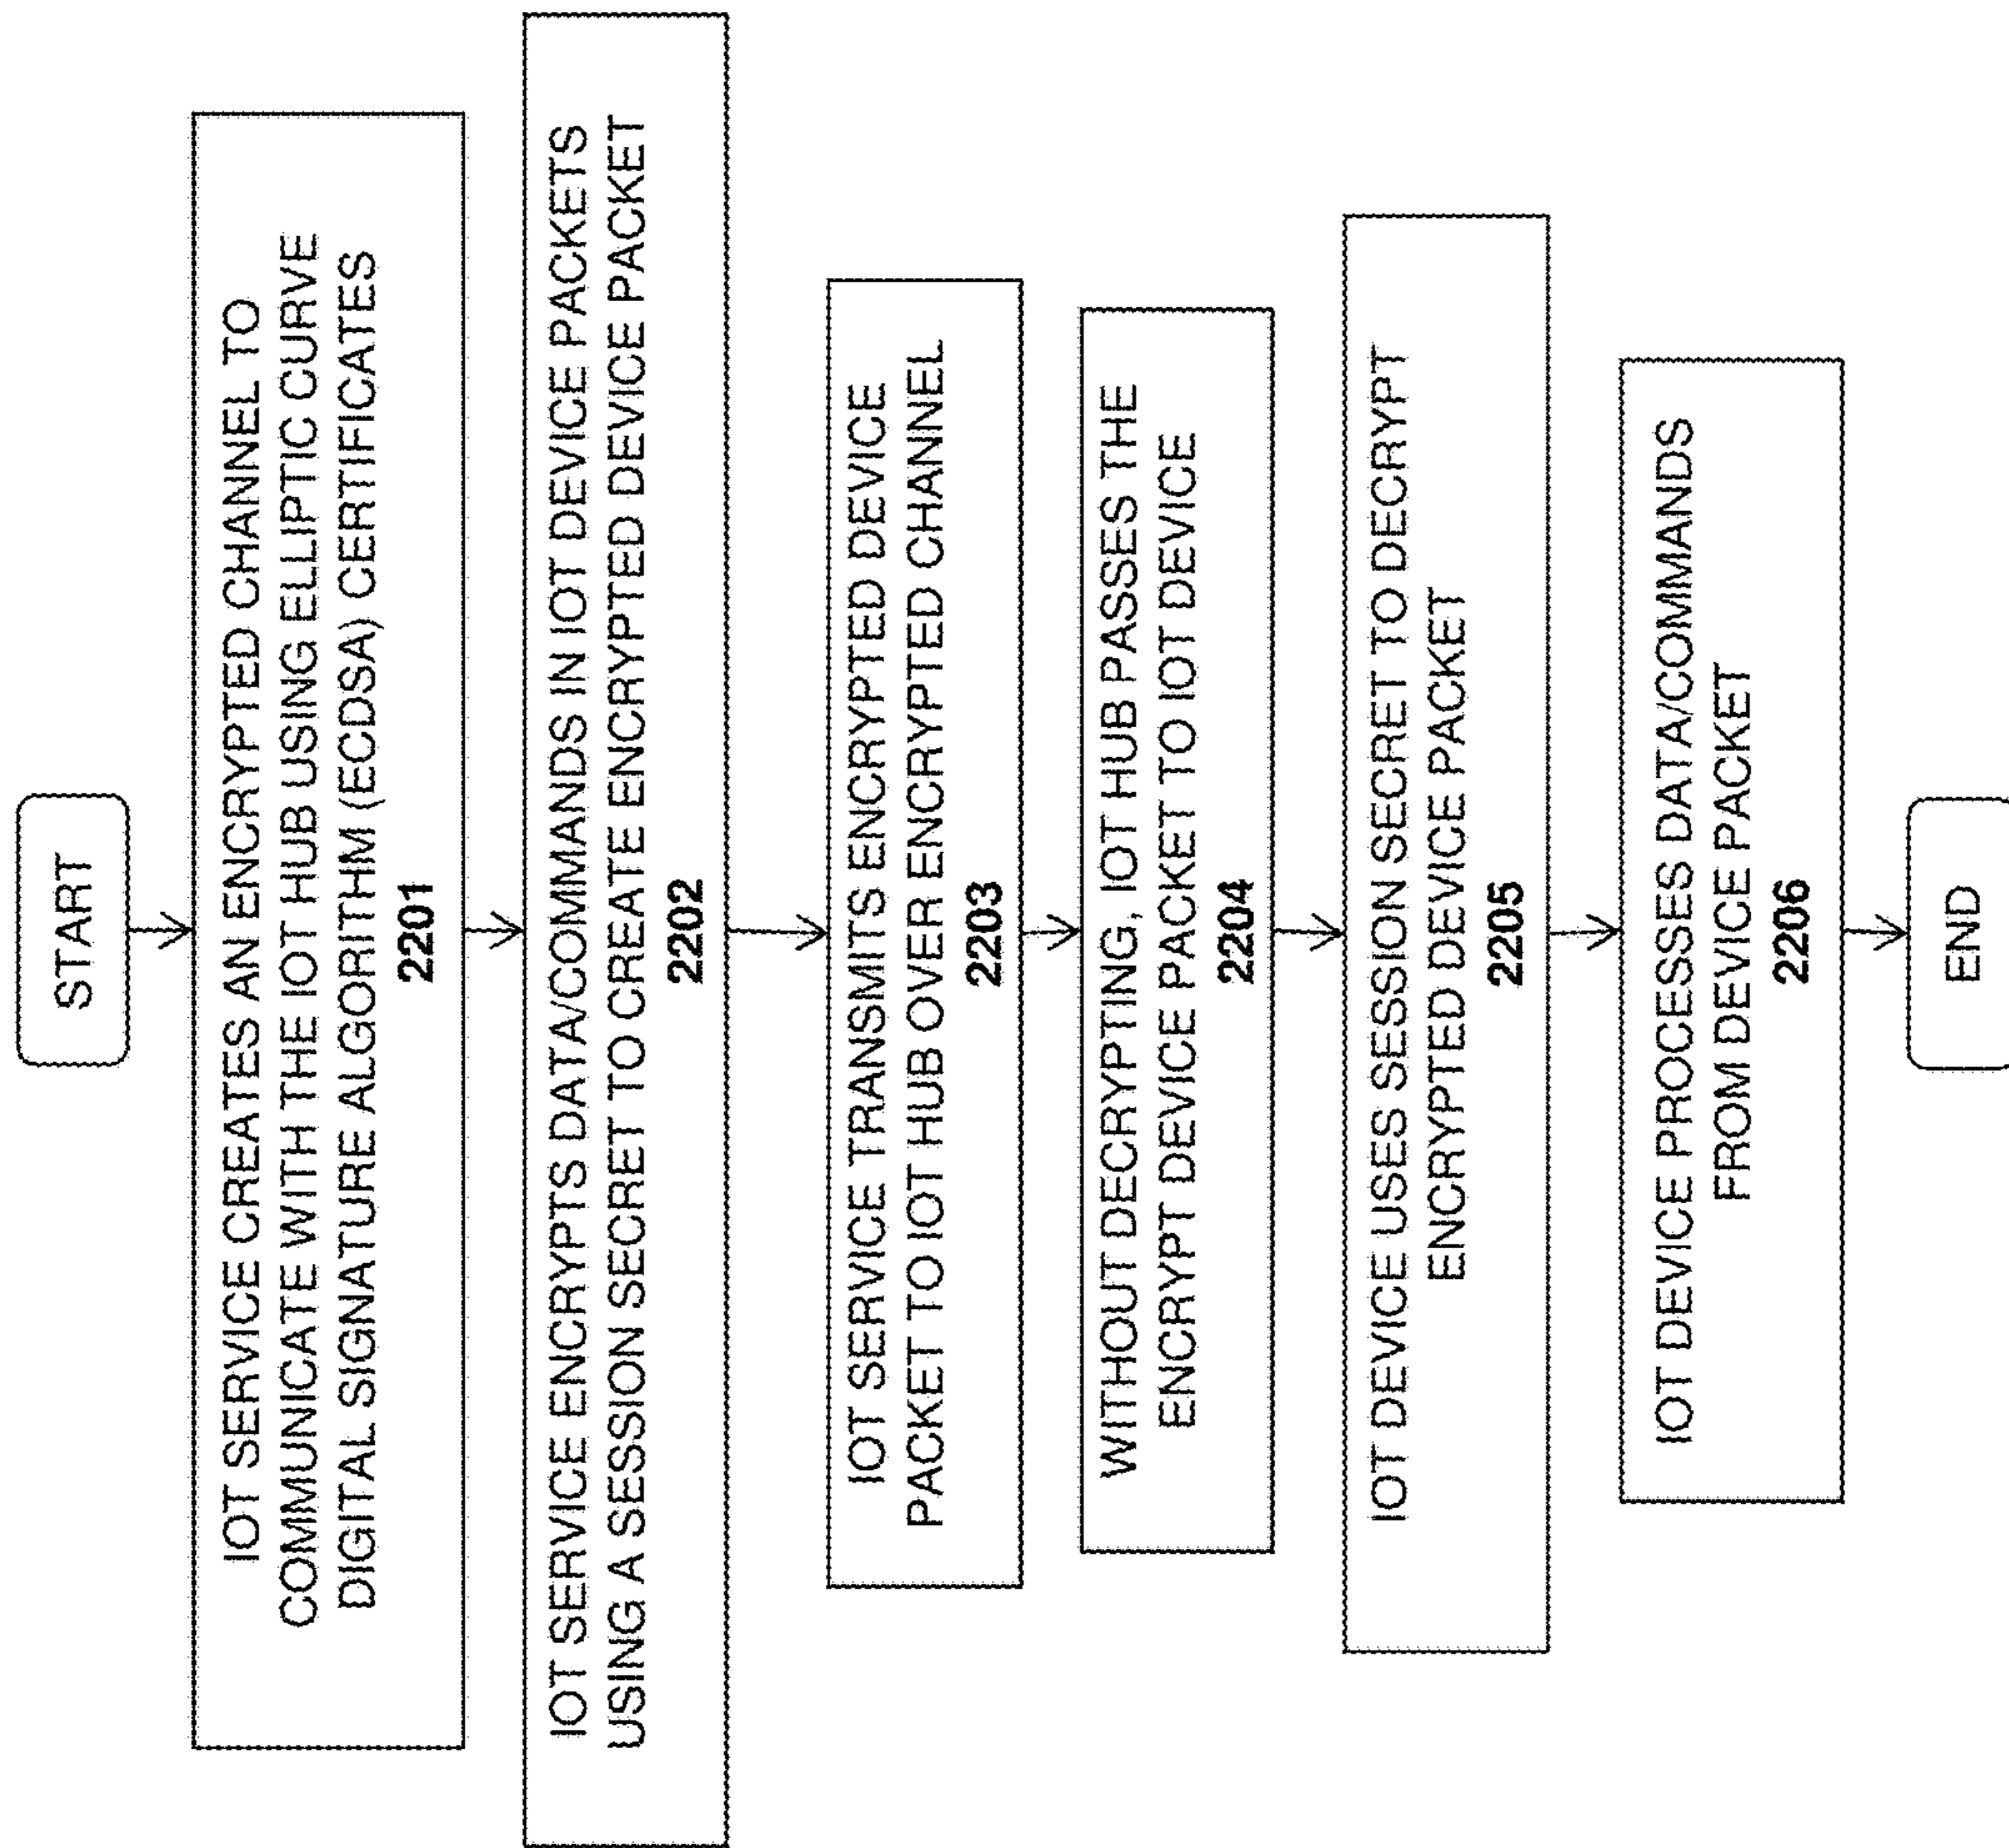 START
IOT SERVICE CREATES AN ENCRYPTED CHANNEL TO
COMMUNICATE WITH THE IOT HUB USING ELLIPTIC CURVE
DIGITAL SIGNATURE ALGORITHM (ECDSA) CERTIFICATES
2201
IOT SERVICE ENCRYPTS DATA/COMMANDS IN IOT DEVICE PACKETS
USING A SESSION SECRET TO CREATE ENCRYPTED DEVICE PACKET
2202
IOT SERVICE TRANSMITS ENCRYPTED DEVICE
PACKET TO IOT HUB OVER ENCRYPTED CHANNEL
2203
WITHOUT DECRYPTING, IOT HUB PASSES THE
ENCRYPT DEVICE PACKET TO IOT DEVICE
2204
IOT DEVICE USES SESSION SECRET TO DECRYPT
ENCRYPTED DEVICE PACKET
2205
IOT DEVICE PROCESSES DATA/COMMANDS
FROM DEVICE PACKET
2206
END